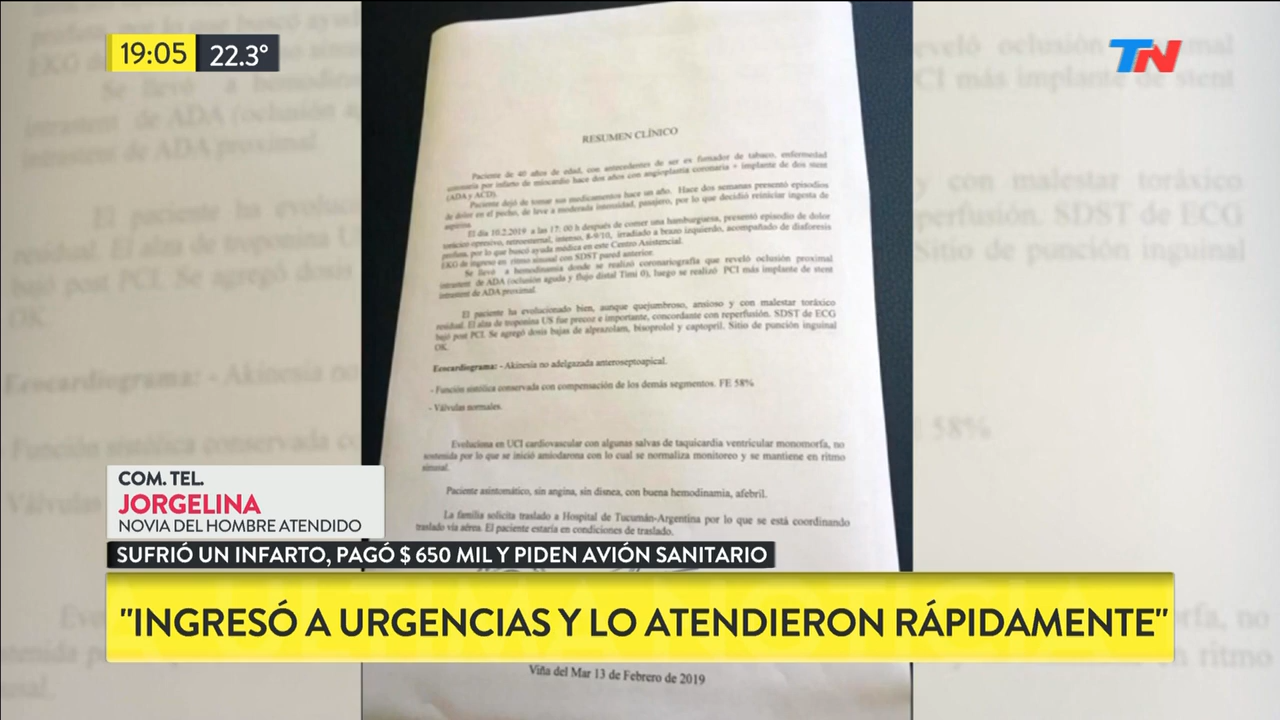 19:05 22.3°
TN
RESUMEN CLÍNICO
Paciente de 40 años de edad, con antecedentes de ser ex fumador de tabaco, enfermedad
coronaria por infarto de miocardio hace dos años con angioplastia coronaria + implante de dos stent
(ADA y ACD).
Paciente dejó de tomar sus medicamentos hace un año. Hace dos semanas presentó episodios
de dolor en el pecho, de leve a moderada intensidad, pasajero, por lo que decidió reiniciar ingesta de
aspirina.
El día 10.2.2019 a las 17:00 h después de comer una hamburguesa, presentó episodio de dolor
torácico opresivo, retroesternal, intenso, 8-9/10, irradiado a brazo izquierdo, acompañado de diaforesis
profusa, por lo que buscó ayuda médica en este Centro Asistencial.
EKG de ingreso en ritmo sinusal con SDST pared anterior.
Se llevó a hemodinamia donde se realizó coronariografía que reveló oclusión proximal
intrastent de ADA (oclusión aguda y flujo distal Timi 0), luego se realizó PCI más implante de stent
intrastent de ADA proximal.
El paciente ha evolucionado bien, aunque quejumbroso, ansioso y con malestar toráxico
residual. El alza de troponina US fue precoz e importante, concordante con reperfusión. SDST de ECG
bajó post PCI. Se agregó dosis bajas de alprazolam, bisoprolol y captopril. Sitio de punción inguinal
OK.
Ecocardiograma: - Akinesia no adelgazada anteroseptoapical.
- Función sistólica conservada con compensación de los demás segmentos. FE 58%
- Válvulas normales.
Evoluciona en UCI cardiovascular con algunas salvas de taquicardia ventricular monomorfa, no
sostenida por lo que se inició amiodarona con lo cual se normaliza monitoreo y se mantiene en ritmo
sinusal.
Paciente asintomático, sin angina, sin disnea, con buena hemodinamia, afebril.
La familia solicita traslado a Hospital de Tucumán-Argentina por lo que se está coordinando
traslado vía aérea. El paciente estaría en condiciones de traslado.
COM. TEL.
JORGELINA
NOVIA DEL HOMBRE ATENDIDO
SUFRIÓ UN INFARTO, PAGÓ $ 650 MIL Y PIDEN AVIÓN SANITARIO
"INGRESÓ A URGENCIAS Y LO ATENDIERON RÁPIDAMENTE"
Viña del Mar 13 de Febrero de 2019